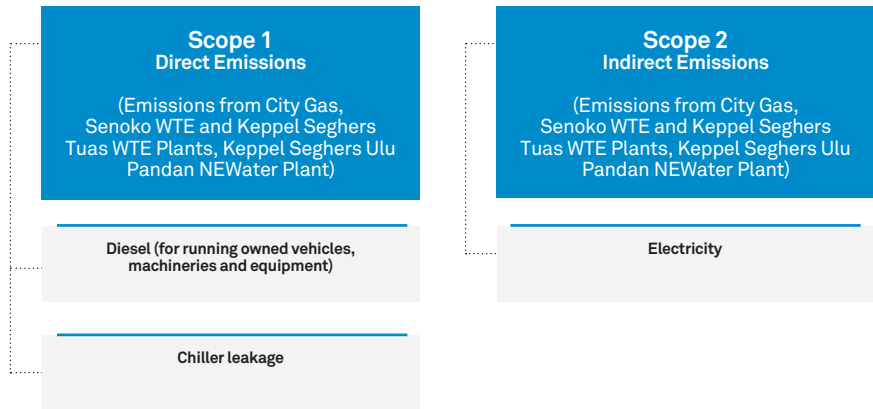 Scope 1
Direct Emissions
(Emissions from City Gas,
Senoko WTE and Keppel Seghers
Tuas WTE Plants, Keppel Seghers Ulu
Pandan NEWater Plant)
Diesel (for running owned vehicles,
machineries and equipment)
Chiller leakage
Scope 2
Indirect Emissions
(Emissions from City Gas,
Senoko WTE and Keppel Seghers
Tuas WTE Plants, Keppel Seghers Ulu
Pandan NEWater Plant)
Electricity